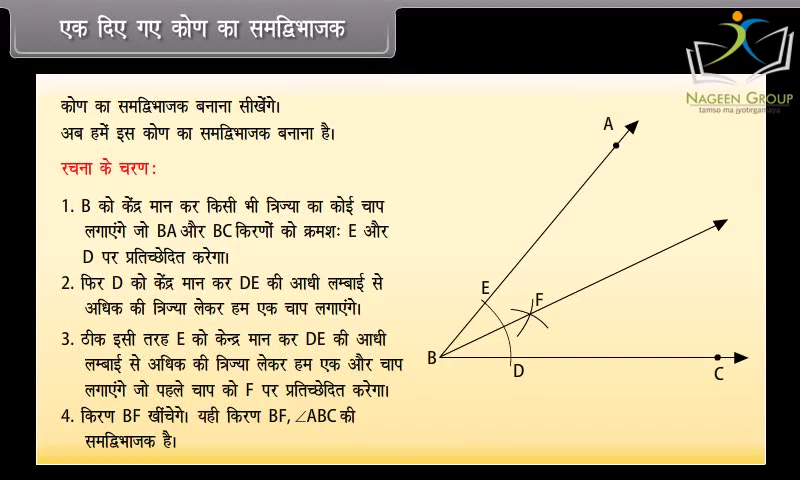 एक दिए गए कोण का समद्विभाजक
NAGEEN GROUP
tamso ma jyotirgamaya
कोण का समद्विभाजक बनाना सीखेंगे।
अब हमें इस कोण का समद्विभाजक बनाना है।
रचना के चरण:
1. B को केंद्र मान कर किसी भी त्रिज्या का कोई चाप
लगाएंगे जो BA और BC किरणों को क्रमशः E और
D पर प्रतिच्छेदित करेगा।
2. फिर D को केंद्र मान कर DE की आधी लम्बाई से
अधिक की त्रिज्या लेकर हम एक चाप लगाएंगे।
3. ठीक इसी तरह E को केन्द्र मान कर DE की आधी
लम्बाई से अधिक की त्रिज्या लेकर हम एक और चाप
लगाएंगे जो पहले चाप को F पर प्रतिच्छेदित करेगा।
4. किरण BF खींचेगे। यही किरण BF, ∠ABC की
समद्विभाजक है।
A
E
F
B
D
C